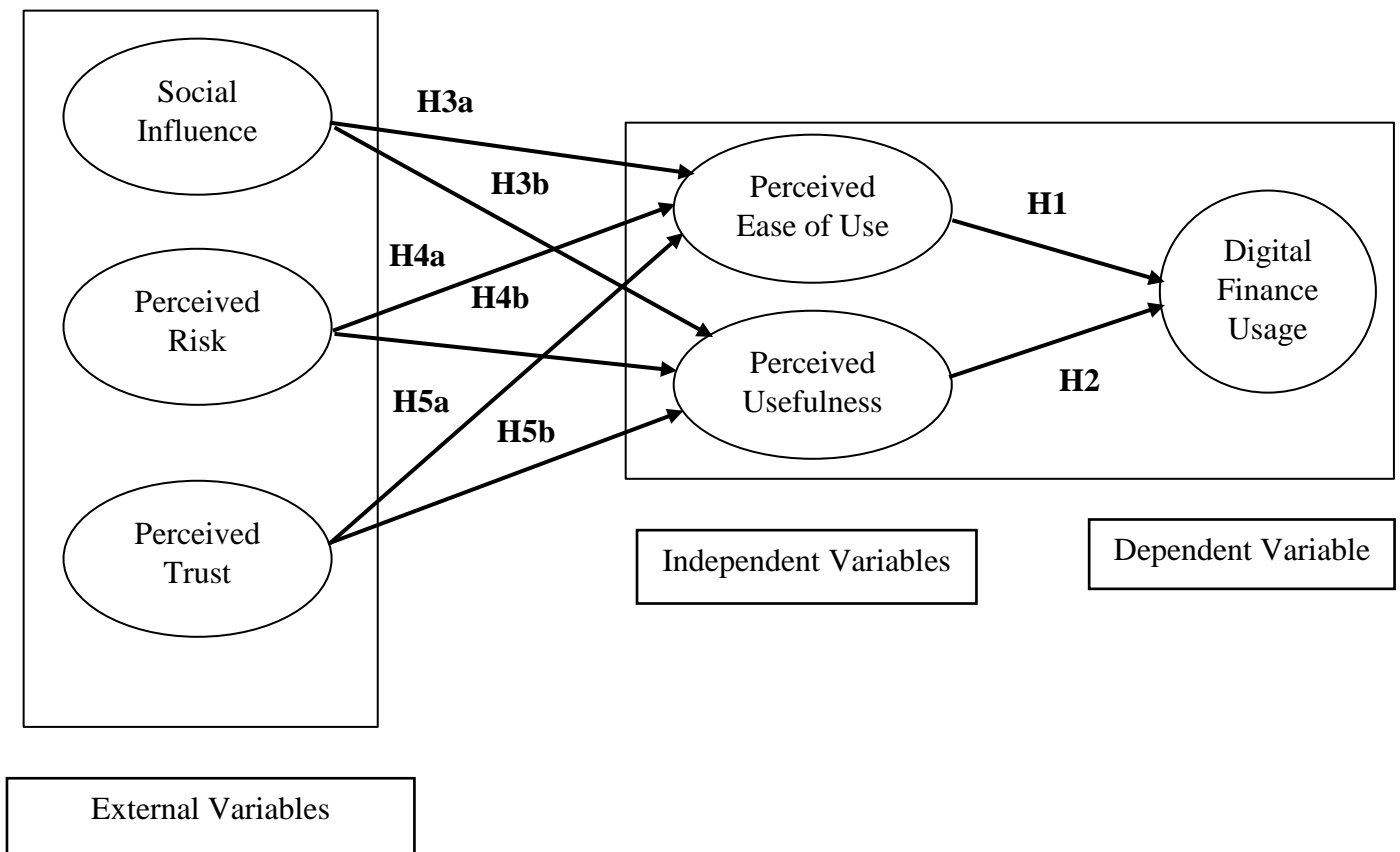 Social
Influence
Perceived
Risk
Perceived
Trust
H3a
H3b
H4a
H4b
H5a
H5b
Perceived
Ease of Use
Perceived
Usefulness
H1
H2
Digital
Finance
Usage
Independent Variables
Dependent Variable
External Variables